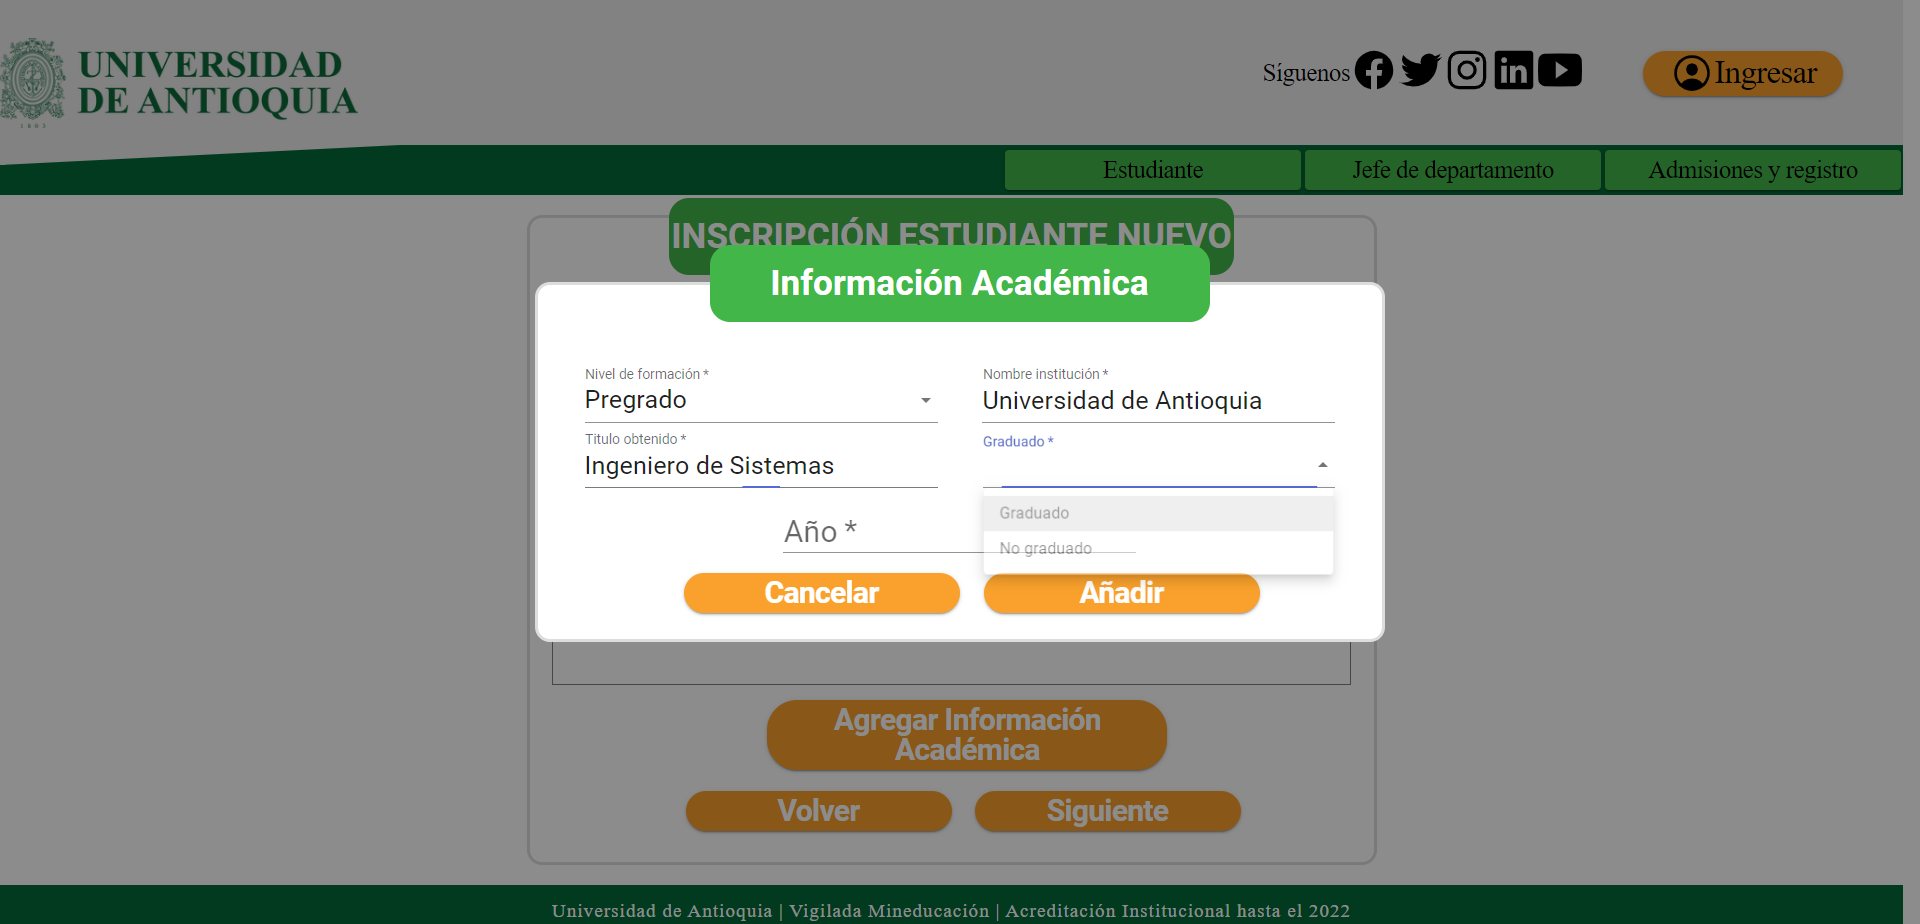 UNIVERSIDAD
DE ANTIOQUIA
1803
Síguenos
Ingresar
Estudiante
Jefe de departamento
Admisiones y registro
INSCRIPCIÓN ESTUDIANTE NUEVO
Información Académica
Nivel de formación *
Pregrado
Nombre institución *
Universidad de Antioquia
Titulo obtenido *
Ingeniero de Sistemas
Graduado *
Graduado
No graduado
Año *
Cancelar
Añadir
Agregar Información
Académica
Volver
Siguiente
Universidad de Antioquia | Vigilada Mineducación | Acreditación Institucional hasta el 2022